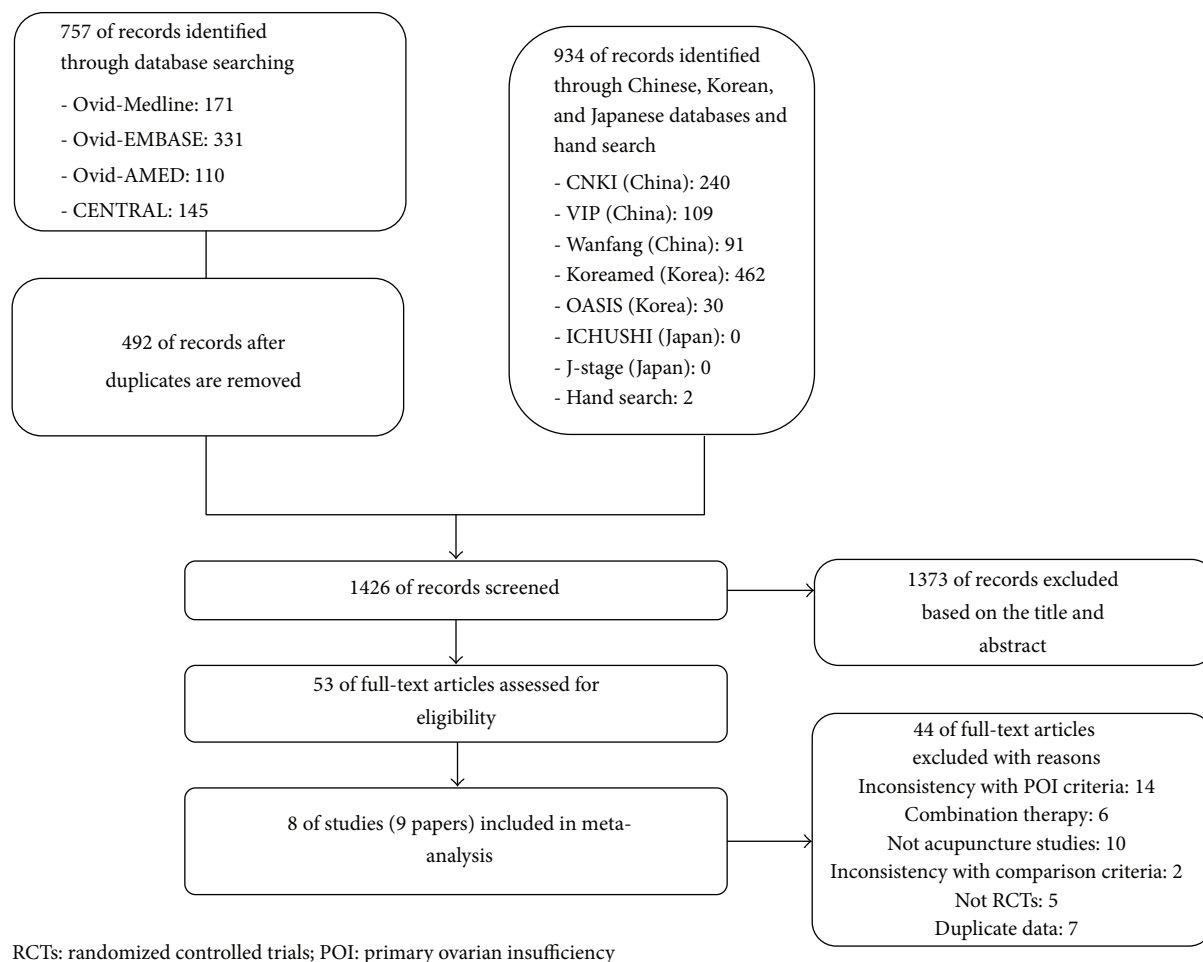 757 of records identified
through database searching
- Ovid-Medline: 171
- Ovid-EMBASE: 331
- Ovid-AMED: 110
- CENTRAL: 145
934 of records identified
through Chinese, Korean,
and Japanese databases and
hand search
- CNKI (China): 240
- VIP (China): 109
- Wanfang (China): 91
- Koreamed (Korea): 462
- OASIS (Korea): 30
- ICHUSHI (Japan): 0
- J-stage (Japan): 0
- Hand search: 2
492 of records after
duplicates are removed
1426 of records screened
1373 of records excluded
based on the title and
abstract
53 of full-text articles assessed for
eligibility
44 of full-text articles
excluded with reasons
Inconsistency with POI criteria: 14
Combination therapy: 6
Not acupuncture studies: 10
Inconsistency with comparison criteria: 2
Not RCTs: 5
Duplicate data: 7
8 of studies (9 papers) included in meta-
analysis
RCTs: randomized controlled trials; POI: primary ovarian insufficiency